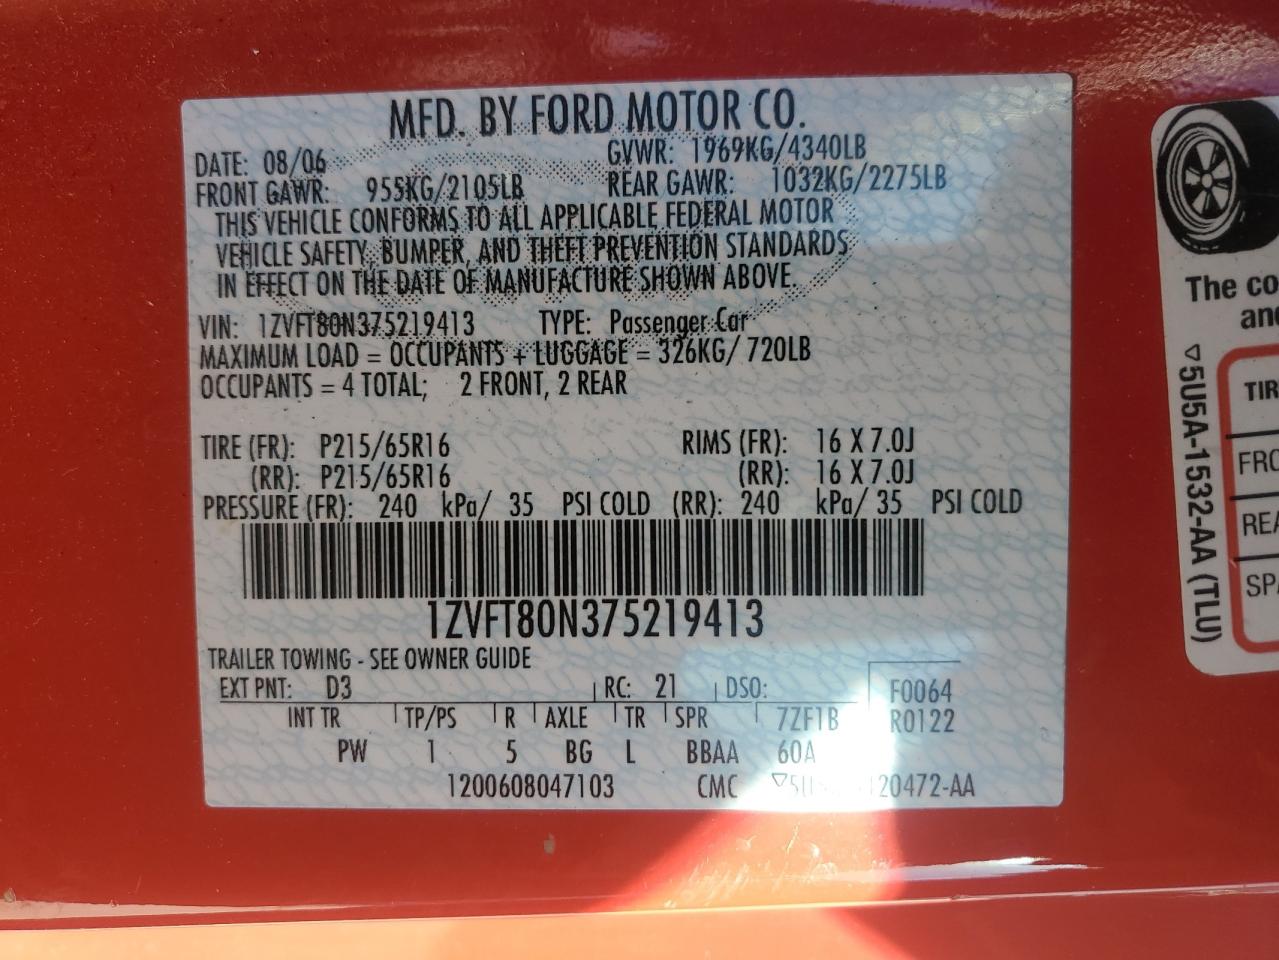 MFD. BY FORD MOTOR CO.
DATE: 08/06 GVWR: 1969KG/4340LB
FRONT GAWR: 955KG/2105LB REAR GAWR: 1032KG/2275LB
THIS VEHICLE CONFORMS TO ALL APPLICABLE FEDERAL MOTOR
VEHICLE SAFETY, BUMPER, AND THEFT PREVENTION STANDARDS
IN EFFECT ON THE DATE OF MANUFACTURE SHOWN ABOVE.
VIN: 1ZVFT80N375219413 TYPE: Passenger Car
MAXIMUM LOAD = OCCUPANTS + LUGGAGE = 326KG/ 720LB
OCCUPANTS = 4 TOTAL; 2 FRONT, 2 REAR
TIRE (FR): P215/65R16 RIMS (FR): 16 X 7.0J
(RR): P215/65R16 (RR): 16 X 7.0J
PRESSURE (FR): 240 kPa/ 35 PSI COLD (RR): 240 kPa/ 35 PSI COLD
1ZVFT80N375219413
TRAILER TOWING - SEE OWNER GUIDE
EXT PNT: D3 RC: 21 DSO: F0064
INT TR TP/PS R AXLE TR SPR 7ZF1B R0122
PW 1 5 BG L BBAA 60A
1200608047103 CMC 120472-AA
The co
and
▽5U5A-1532-AA (TLU)
TIR
FRO
REA
SPA